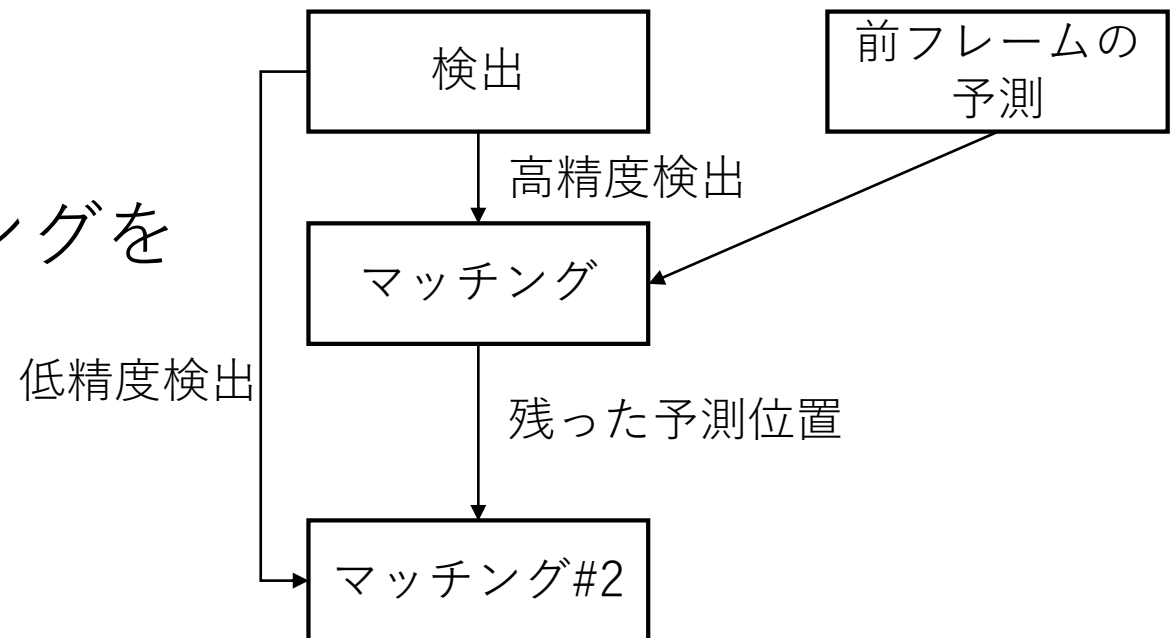 検出
前フレームの
予測
高精度検出
ングを
マッチング
低精度検出
残った予測位置
マッチング#2